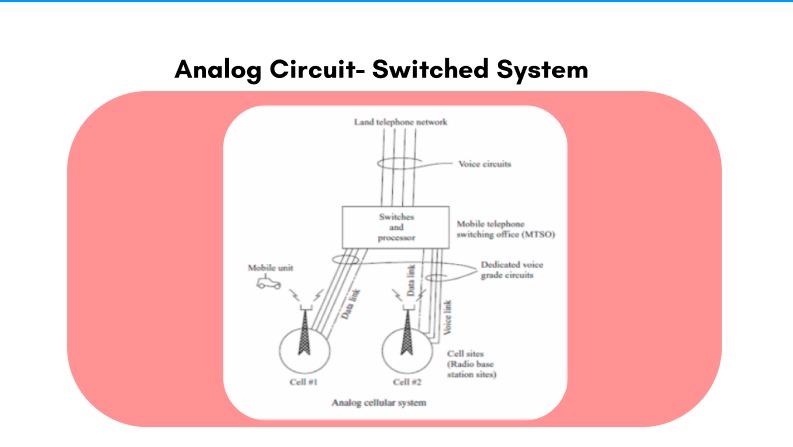 Analog Circuit- Switched System
Land telephone network
Voice circuits
Switches
and
processor
Mobile telephone
switching office (MTSO)
Mobile unit
Dedicated voice
grade circuits
Data link
Data link
Voice link
Cell sites
(Radio base
station sites)
Cell #1
Cell #2
Analog cellular system